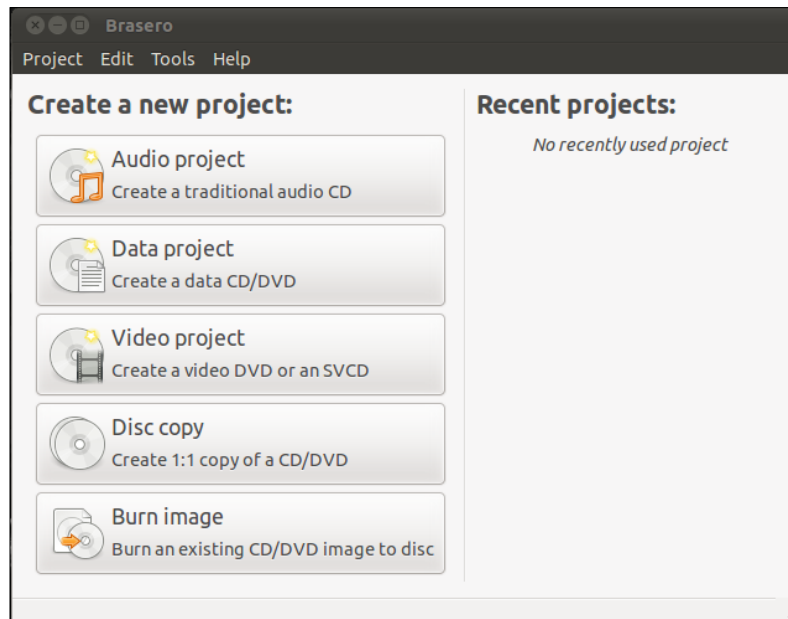 Brasero
Project Edit Tools Help
Create a new project:
Audio project
Create a traditional audio CD
Data project
Create a data CD/DVD
Video project
Create a video DVD or an SVCD
Disc copy
Create 1:1 copy of a CD/DVD
Burn image
Burn an existing CD/DVD image to disc
Recent projects:
No recently used project